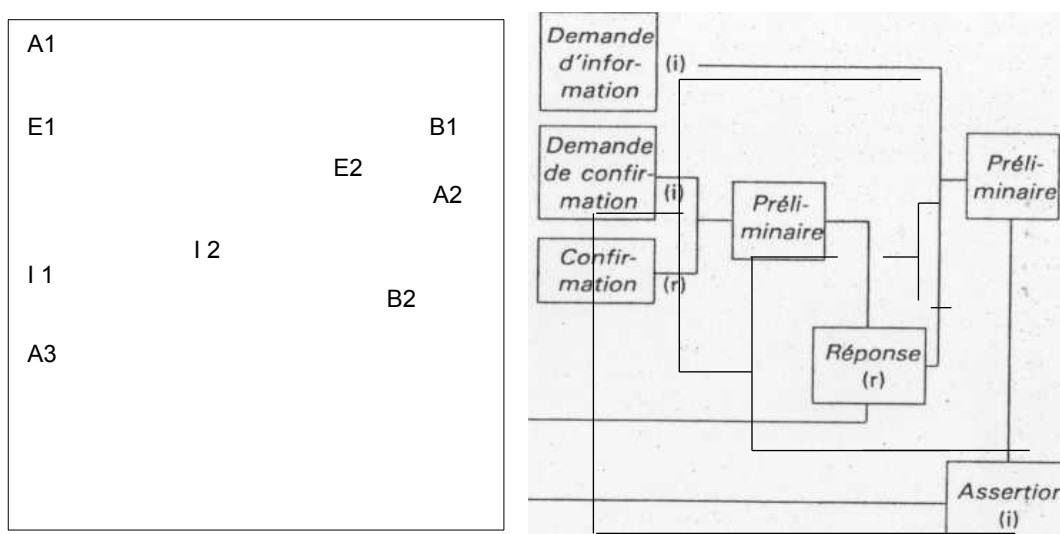 A1
E1
B1
E2
A2
I 2
I 1
B2
A3
Demande
d'infor-
mation
(i)
Demande
de confir-
mation
(i)
Confir-
mation
(r)
Préli-
minaire
Préli-
minaire
Réponse
(r)
Assertion
(i)